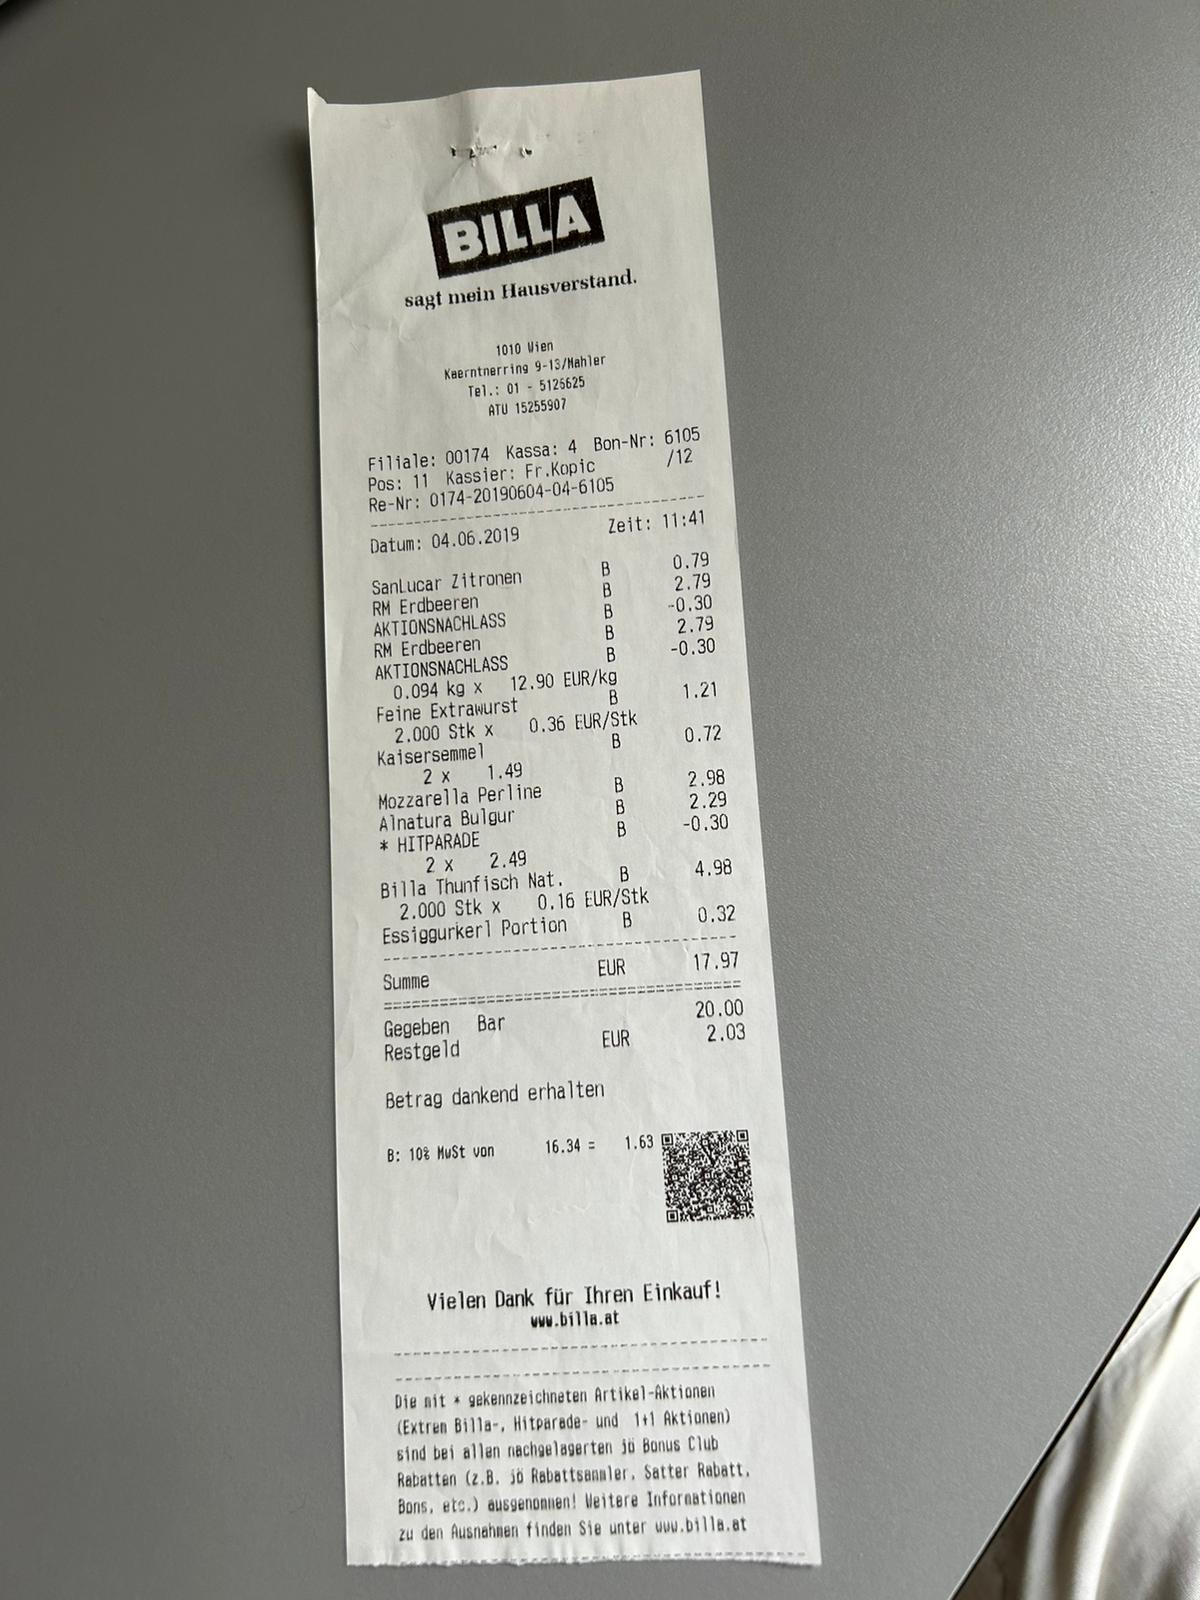 BILLA
sagt mein Hausverstand.
1010 Wien
Kaerntnerring 9-13/Mahler
Tel.: 01 - 5126625
ATU 15255907
Filiale: 00174 Kassa: 4 Bon-Nr: 6105
Pos: 11 Kassier: Fr.Kopic /12
Re-Nr: 0174-20190604-04-6105
Datum: 04.06.2019 Zeit: 11:41
SanLucar Zitronen B 0.79
RM Erdbeeren B 2.79
AKTIONSNACHLASS B -0.30
RM Erdbeeren B 2.79
AKTIONSNACHLASS B -0.30
0.094 kg x 12.90 EUR/kg
Feine Extrawurst B 1.21
2.000 Stk x 0.36 EUR/Stk
Kaisersemmel B 0.72
2 x 1.49
Mozzarella Perline B 2.98
Alnatura Bulgur B 2.29
* HITPARADE B -0.30
2 x 2.49
Billa Thunfisch Nat. B 4.98
2.000 Stk x 0.16 EUR/Stk
Essiggurkerl Portion B 0.32
Summe EUR 17.97
Gegeben Bar 20.00
Restgeld EUR 2.03
Betrag dankend erhalten
B: 10% MwSt von 16.34 = 1.63
Vielen Dank für Ihren Einkauf!
www.billa.at
Die mit * gekennzeichneten Artikel-Aktionen
(Extrem Billa-, Hitparade- und 1+1 Aktionen)
sind bei allen nachgelagerten jö Bonus Club
Rabatten (z.B. jö Rabattsammler, Satter Rabatt,
Bons, etc.) ausgenommen! Weitere Informationen
zu den Ausnahmen finden Sie unter www.billa.at